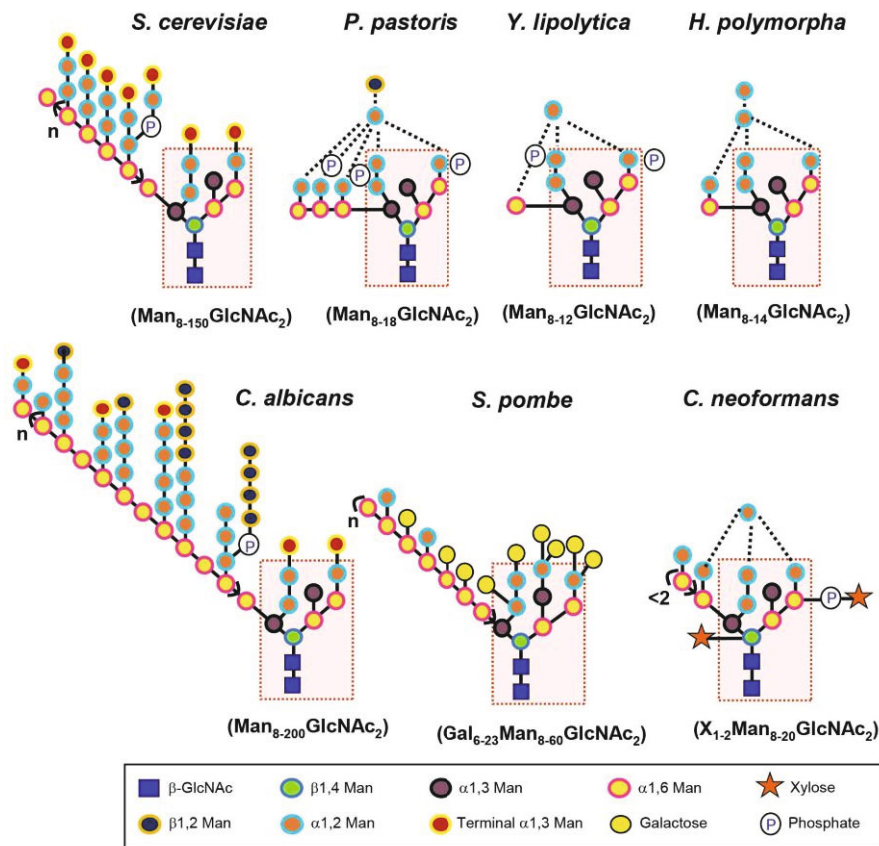 S. cerevisiae P. pastoris Y. lipolytica H. polymorpha
n
P
P P P
P P
(Man₈₋₁₅₀GlcNAc₂) (Man₈₋₁₈GlcNAc₂) (Man₈₋₁₂GlcNAc₂) (Man₈₋₁₄GlcNAc₂)
C. albicans S. pombe C. neoformans
n
P
n
<2
P
(Man₈₋₂₀₀GlcNAc₂) (Gal₆₋₂₃Man₈₋₆₀GlcNAc₂) (X₁₋₂Man₈₋₂₀GlcNAc₂)
β-GlcNAc β1,4 Man α1,3 Man α1,6 Man Xylose
β1,2 Man α1,2 Man Terminal α1,3 Man Galactose P Phosphate